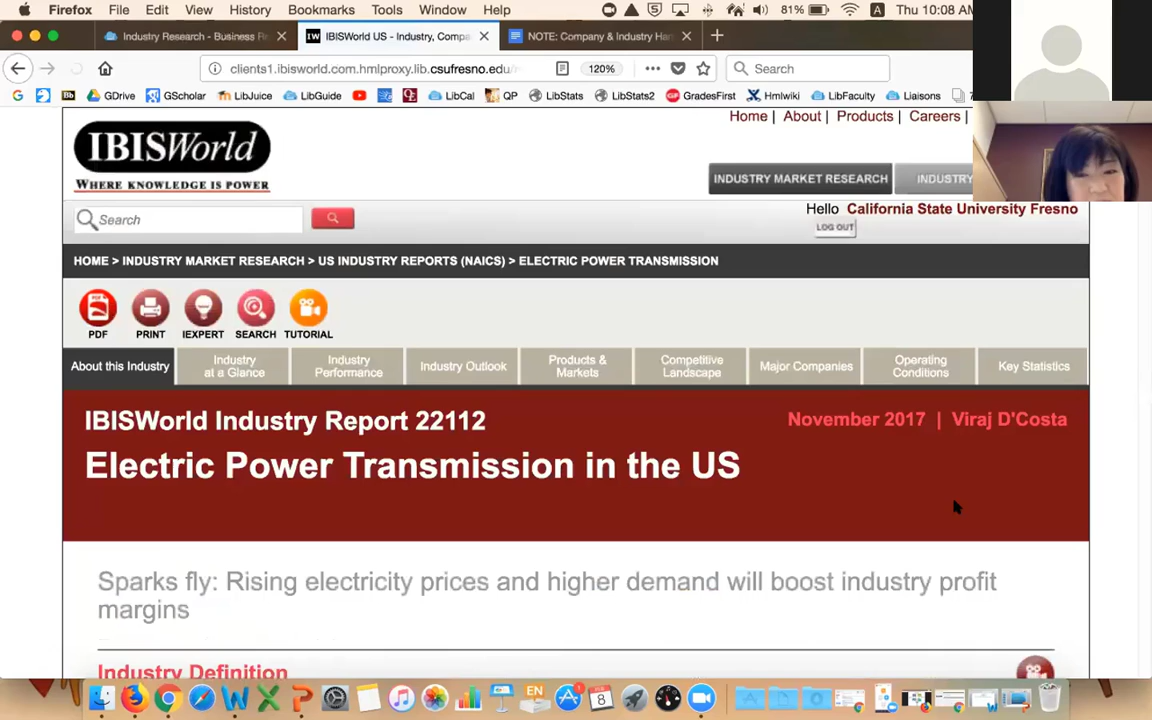 Firefox File Edit View History Bookmarks Tools Window Help 81% A Thu 10:08 AM
Industry Research - Business R
IW IBISWorld US - Industry, Compa
NOTE: Company & Industry Han
clients1.ibisworld.com.hmlproxy.lib.csufresno.edu/ 120% Search
G Bb GDrive GScholar LibJuice LibGuide QP LibCal LibStats LibStats2 GradesFirst Hmlwiki LibFaculty Liaisons
Home | About | Products | Careers |
IBISWorld
WHERE KNOWLEDGE IS POWER
INDUSTRY MARKET RESEARCH INDUSTRY
Search
Hello California State University Fresno
LOG OUT
HOME > INDUSTRY MARKET RESEARCH > US INDUSTRY REPORTS (NAICS) > ELECTRIC POWER TRANSMISSION
PDF PRINT IEXPERT SEARCH TUTORIAL
About this Industry
Industry at a Glance
Industry Performance
Industry Outlook
Products & Markets
Competitive Landscape
Major Companies
Operating Conditions
Key Statistics
IBISWorld Industry Report 22112
November 2017 | Viraj D'Costa
Electric Power Transmission in the US
Sparks fly: Rising electricity prices and higher demand will boost industry profit
margins
Industry Definition